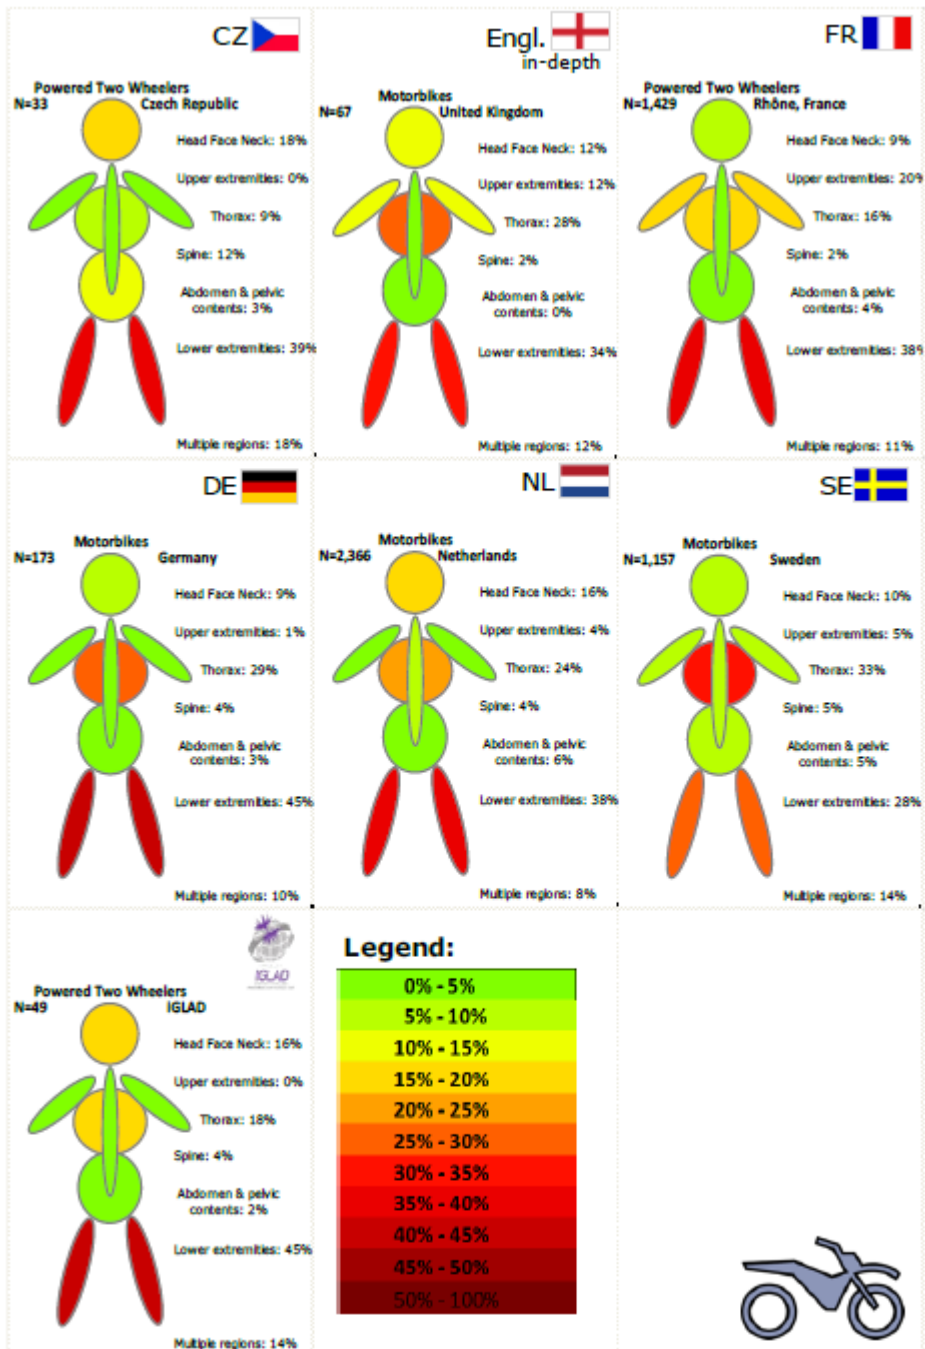 CZ
Powered Two Wheelers
N=33 Czech Republic
Head Face Neck: 18%
Upper extremities: 0%
Thorax: 9%
Spine: 12%
Abdomen & pelvic
contents: 3%
Lower extremities: 39%
Multiple regions: 18%
Engl.
in-depth
Motorbikes
N=67 United Kingdom
Head Face Neck: 12%
Upper extremities: 12%
Thorax: 28%
Spine: 2%
Abdomen & pelvic
contents: 0%
Lower extremities: 34%
Multiple regions: 12%
FR
Powered Two Wheelers
N=1,429 Rhône, France
Head Face Neck: 9%
Upper extremities: 20%
Thorax: 16%
Spine: 2%
Abdomen & pelvic
contents: 4%
Lower extremities: 38%
Multiple regions: 11%
DE
Motorbikes
N=173 Germany
Head Face Neck: 9%
Upper extremities: 1%
Thorax: 29%
Spine: 4%
Abdomen & pelvic
contents: 3%
Lower extremities: 45%
Multiple regions: 10%
NL
Motorbikes
N=2,366 Netherlands
Head Face Neck: 16%
Upper extremities: 4%
Thorax: 24%
Spine: 4%
Abdomen & pelvic
contents: 6%
Lower extremities: 38%
Multiple regions: 8%
SE
Motorbikes
N=1,157 Sweden
Head Face Neck: 10%
Upper extremities: 5%
Thorax: 33%
Spine: 5%
Abdomen & pelvic
contents: 5%
Lower extremities: 28%
Multiple regions: 14%
IGLAD
Powered Two Wheelers
N=49 IGLAD
Head Face Neck: 16%
Upper extremities: 0%
Thorax: 18%
Spine: 4%
Abdomen & pelvic
contents: 2%
Lower extremities: 45%
Multiple regions: 14%
Legend:
0% - 5%
5% - 10%
10% - 15%
15% - 20%
20% - 25%
25% - 30%
30% - 35%
35% - 40%
40% - 45%
45% - 50%
50% - 100%